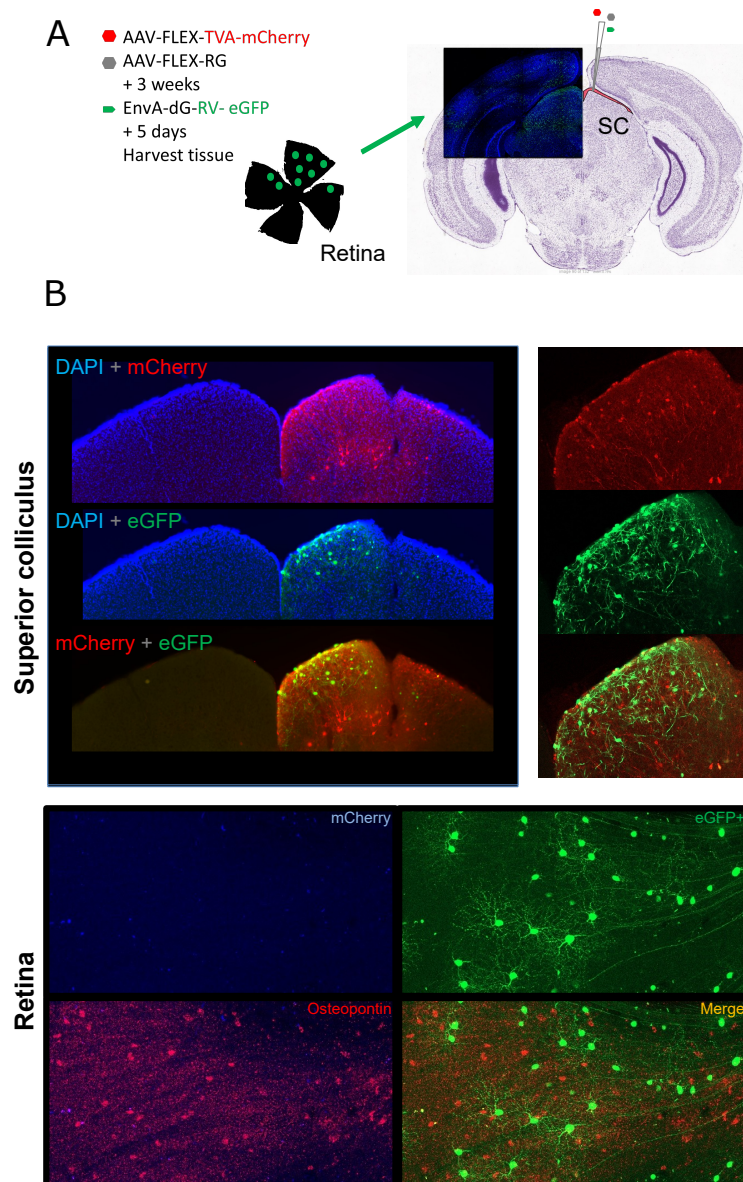 A
AAV-FLEX-TVA-mCherry
AAV-FLEX-RG
+ 3 weeks
EnvA-dG-RV- eGFP
+ 5 days
Harvest tissue
Retina
SC
B
Superior colliculus
DAPI + mCherry
DAPI + eGFP
mCherry + eGFP
Retina
mCherry
eGFP+
Osteopontin
Merge